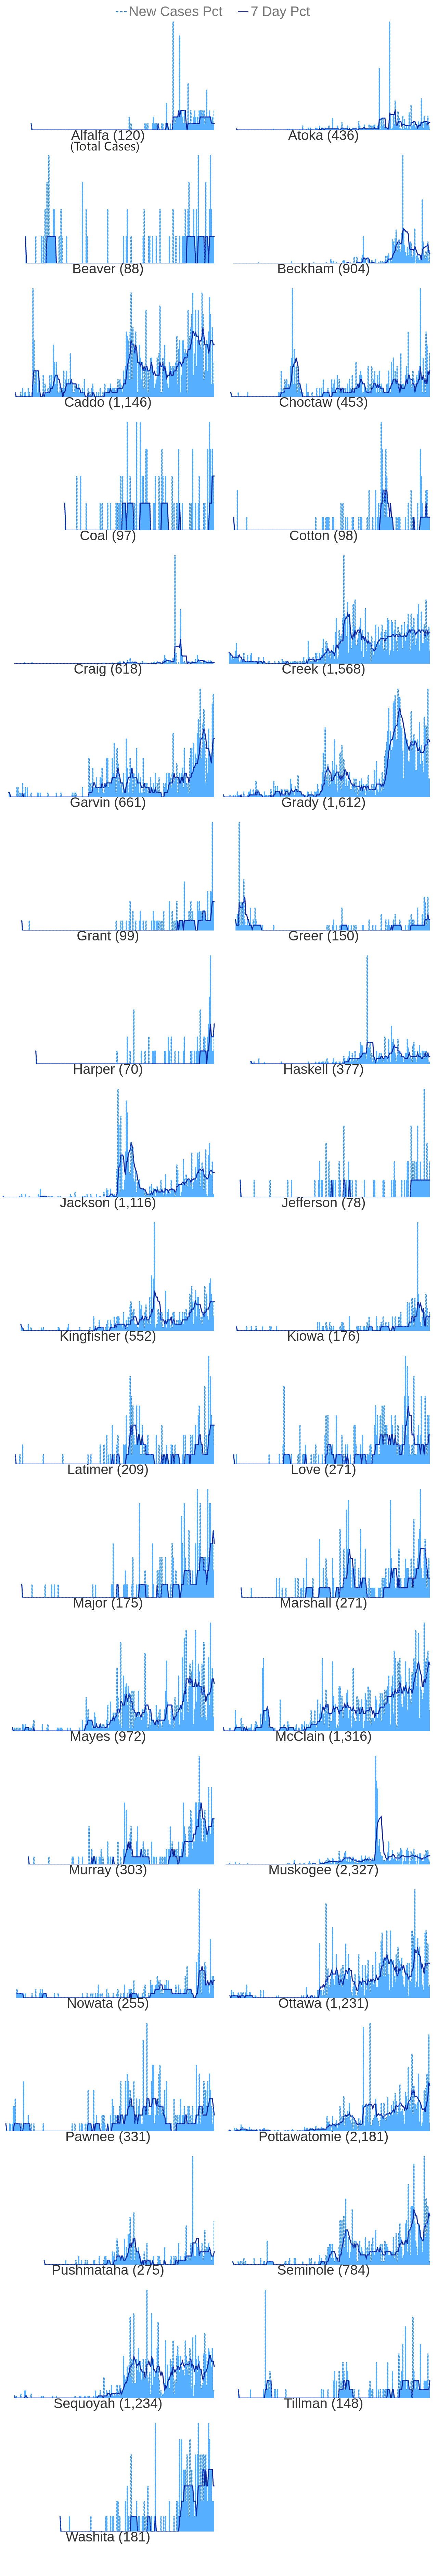 New Cases Pct 7 Day Pct
Alfalfa (120) Atoka (436)
(Total Cases)
Beaver (88) Beckham (904)
Caddo (1,146) Choctaw (453)
Coal (97) Cotton (98)
Craig (618) Creek (1,568)
Garvin (661) Grady (1,612)
Grant (99) Greer (150)
Harper (70) Haskell (377)
Jackson (1,116) Jefferson (78)
Kingfisher (552) Kiowa (176)
Latimer (209) Love (271)
Major (175) Marshall (271)
Mayes (972) McClain (1,316)
Murray (303) Muskogee (2,327)
Nowata (255) Ottawa (1,231)
Pawnee (331) Pottawatomie (2,181)
Pushmataha (275) Seminole (784)
Sequoyah (1,234) Tillman (148)
Washita (181)